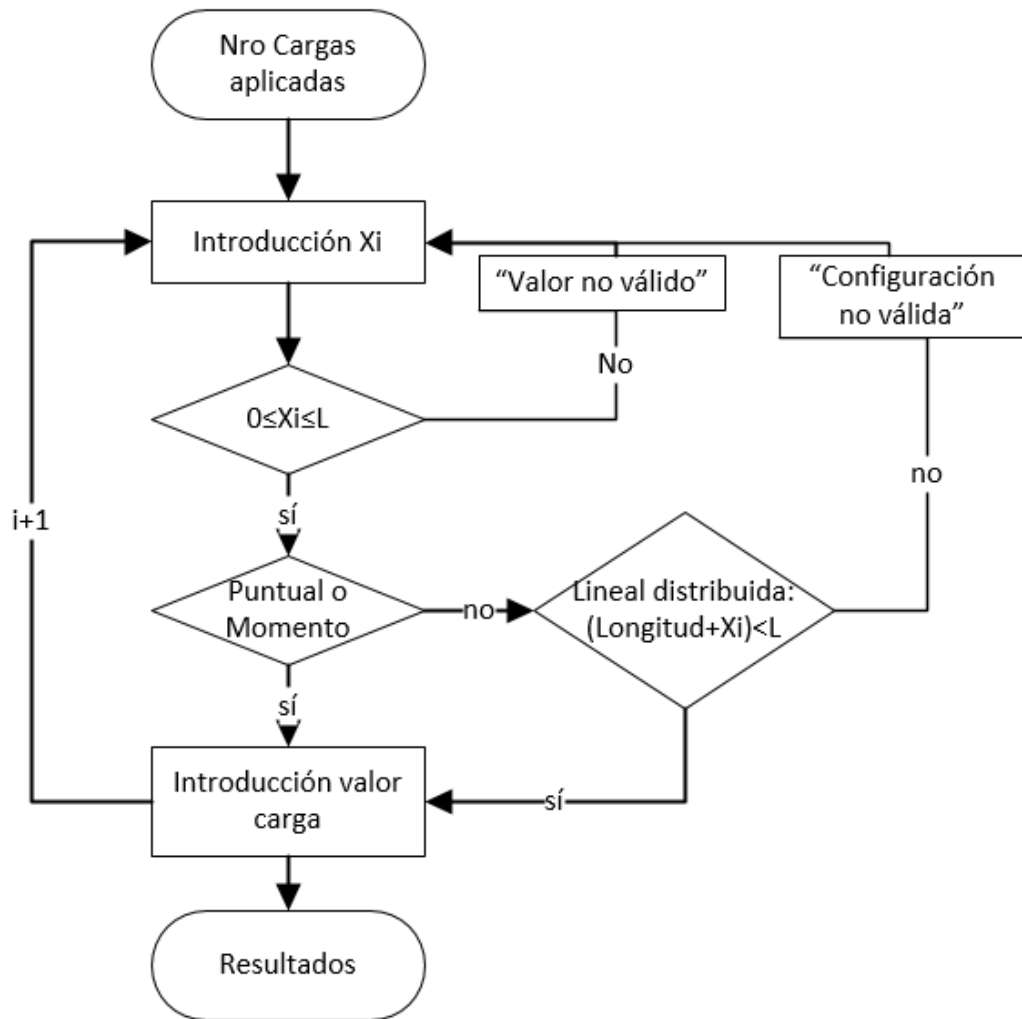 Nro Cargas
aplicadas
Introducción Xi
“Valor no válido”
“Configuración
no válida”
No
0≤Xi≤L
no
sí
i+1
Puntual o
Momento
no
Lineal distribuida:
(Longitud+Xi)<L
sí
Introducción valor
carga
sí
Resultados